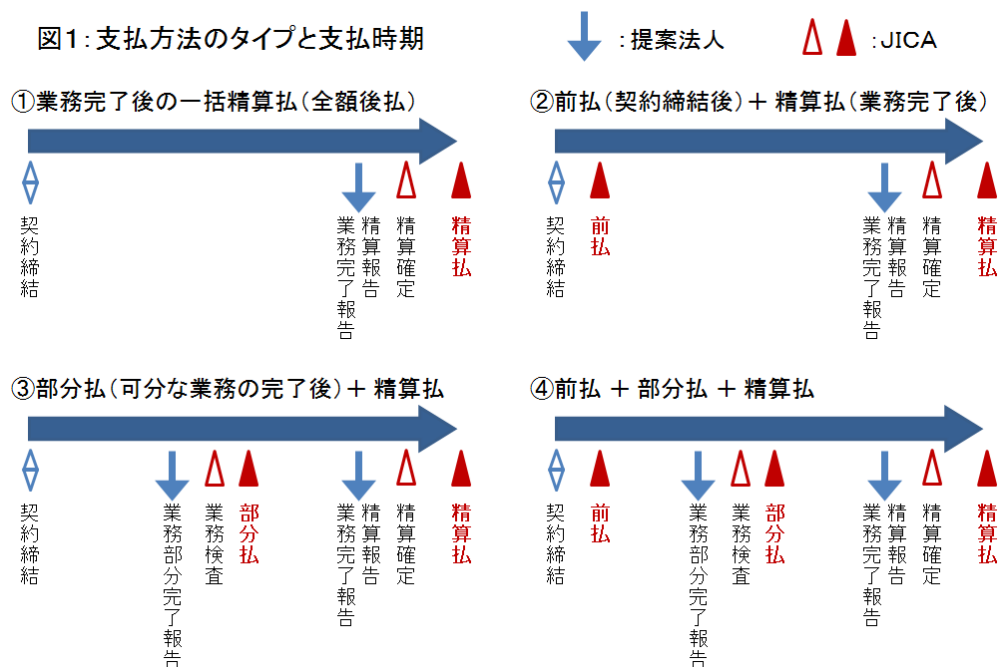 図1:支払方法のタイプと支払時期
:提案法人
:JICA
①業務完了後の一括精算払(全額後払)
契約締結
業務完了報告
精算報告
精算確定
精算払
②前払(契約締結後)+ 精算払(業務完了後)
契約締結
前払
業務完了報告
精算報告
精算確定
精算払
③部分払(可分な業務の完了後)+ 精算払
契約締結
業務部分完了報告
業務検査
部分払
業務完了報告
精算報告
精算確定
精算払
④前払 + 部分払 + 精算払
契約締結
前払
業務部分完了報告
業務検査
部分払
業務完了報告
精算報告
精算確定
精算払